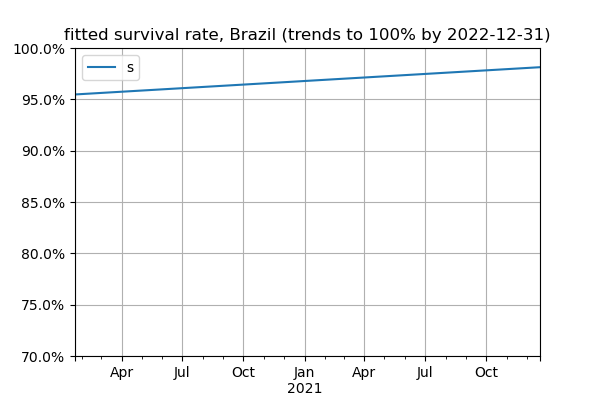 fitted survival rate, Brazil (trends to 100% by 2022-12-31)
100.0%
s
95.0%
90.0%
85.0%
80.0%
75.0%
70.0%
Apr Jul Oct Jan Apr Jul Oct
2021